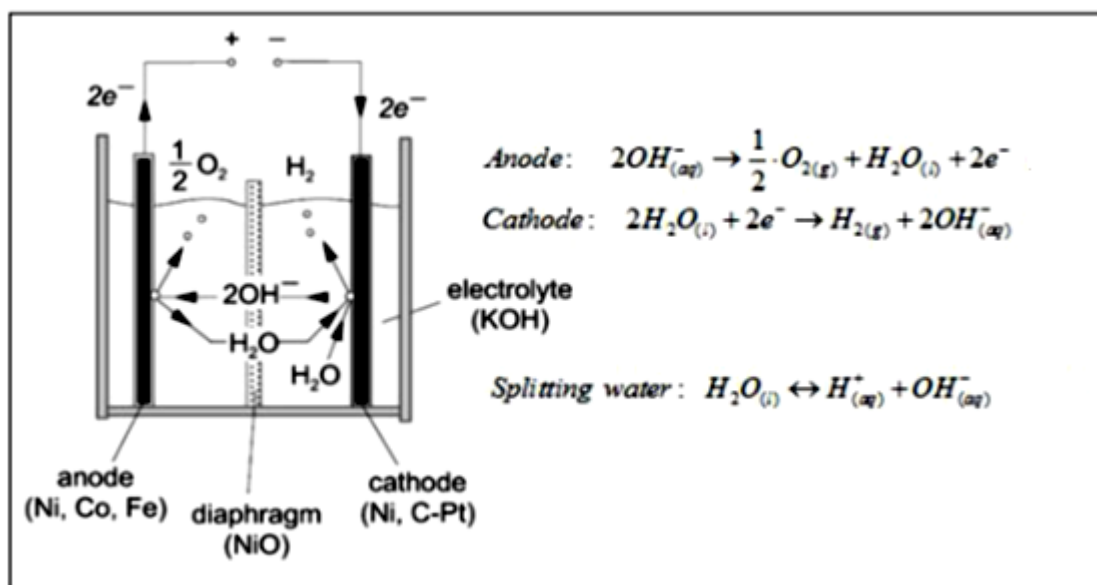 + −
2e⁻ 2e⁻
1/2 O₂ H₂
2OH⁻
H₂O
H₂O
electrolyte
(KOH)
anode
(Ni, Co, Fe)
diaphragm
(NiO)
cathode
(Ni, C-Pt)
Anode: 2OH⁻(aq) → 1/2·O₂(g) + H₂O(l) + 2e⁻
Cathode: 2H₂O(l) + 2e⁻ → H₂(g) + 2OH⁻(aq)
Splitting water: H₂O(l) ↔ H⁺(aq) + OH⁻(aq)